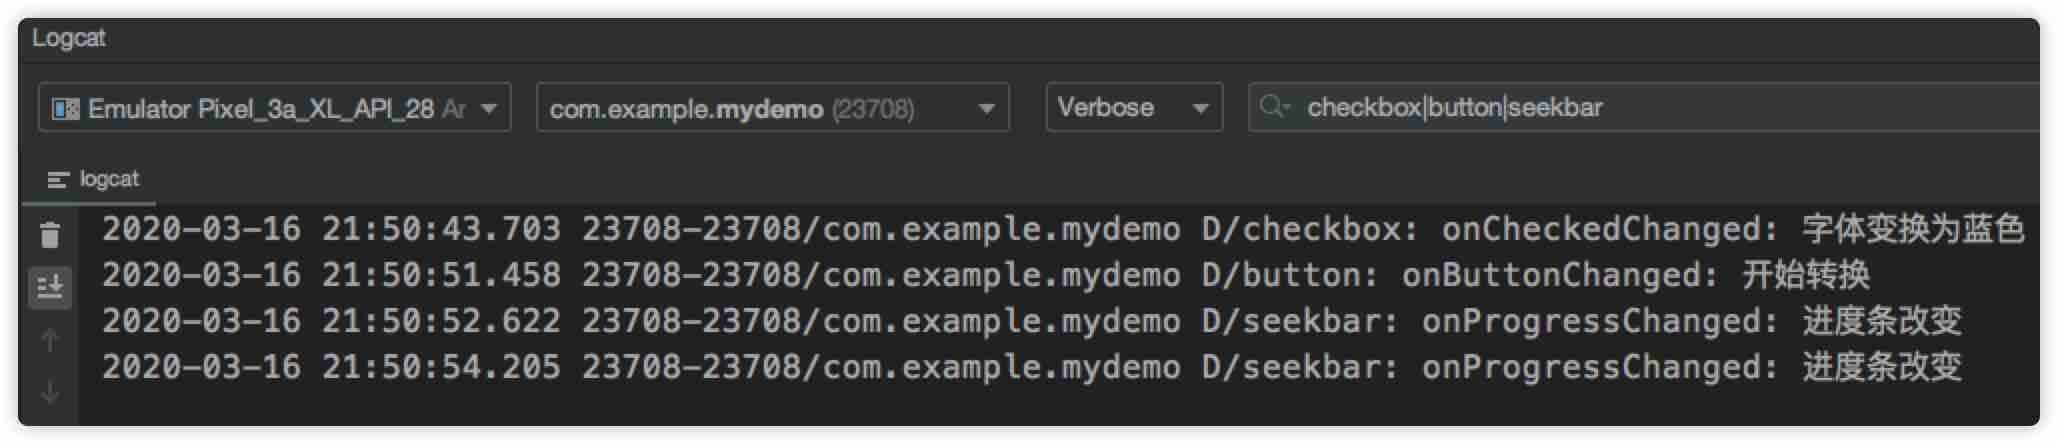 Logcat
Emulator Pixel_3a_XL_API_28 Ar com.example.mydemo (23708) Verbose checkbox|button|seekbar
logcat
2020-03-16 21:50:43.703 23708-23708/com.example.mydemo D/checkbox: onCheckedChanged: 字体变换为蓝色
2020-03-16 21:50:51.458 23708-23708/com.example.mydemo D/button: onButtonChanged: 开始转换
2020-03-16 21:50:52.622 23708-23708/com.example.mydemo D/seekbar: onProgressChanged: 进度条改变
2020-03-16 21:50:54.205 23708-23708/com.example.mydemo D/seekbar: onProgressChanged: 进度条改变